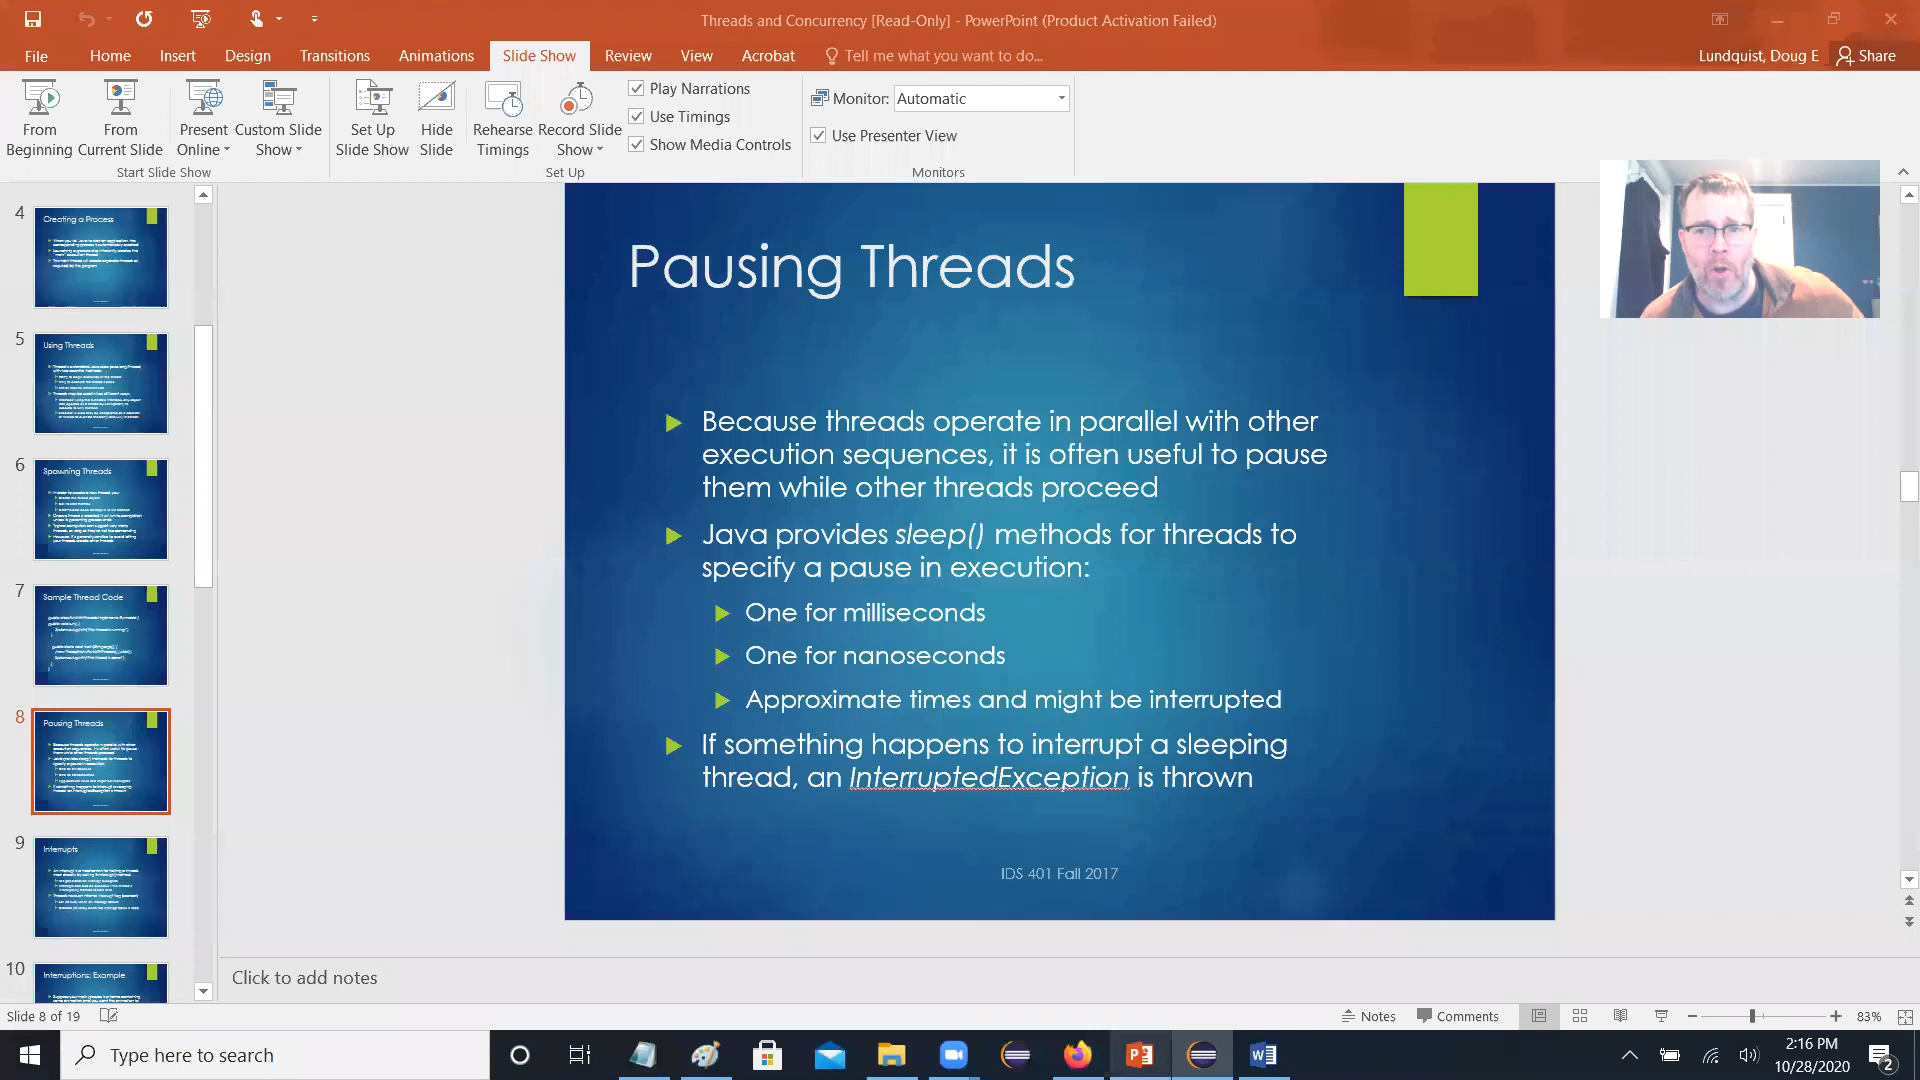 Threads and Concurrency [Read-Only] - PowerPoint (Product Activation Failed)
File Home Insert Design Transitions Animations Slide Show Review View Acrobat Tell me what you want to do... Lundquist, Doug E Share
From Beginning
From Current Slide
Present Online
Custom Slide Show
Set Up Slide Show
Hide Slide
Rehearse Timings
Record Slide Show
Play Narrations
Use Timings
Show Media Controls
Monitor: Automatic
Use Presenter View
Start Slide Show
Set Up
Monitors
4
Creating a Process
5
Using Threads
6
Spawning Threads
7
Sample Thread Code
8
Pausing Threads
9
Interrupts
10
Interruptions: Example
Pausing Threads
Because threads operate in parallel with other
execution sequences, it is often useful to pause
them while other threads proceed
Java provides sleep() methods for threads to
specify a pause in execution:
One for milliseconds
One for nanoseconds
Approximate times and might be interrupted
If something happens to interrupt a sleeping
thread, an InterruptedException is thrown
IDS 401 Fall 2017
Click to add notes
Slide 8 of 19
Notes Comments 83%
Type here to search
2:16 PM
10/28/2020
2